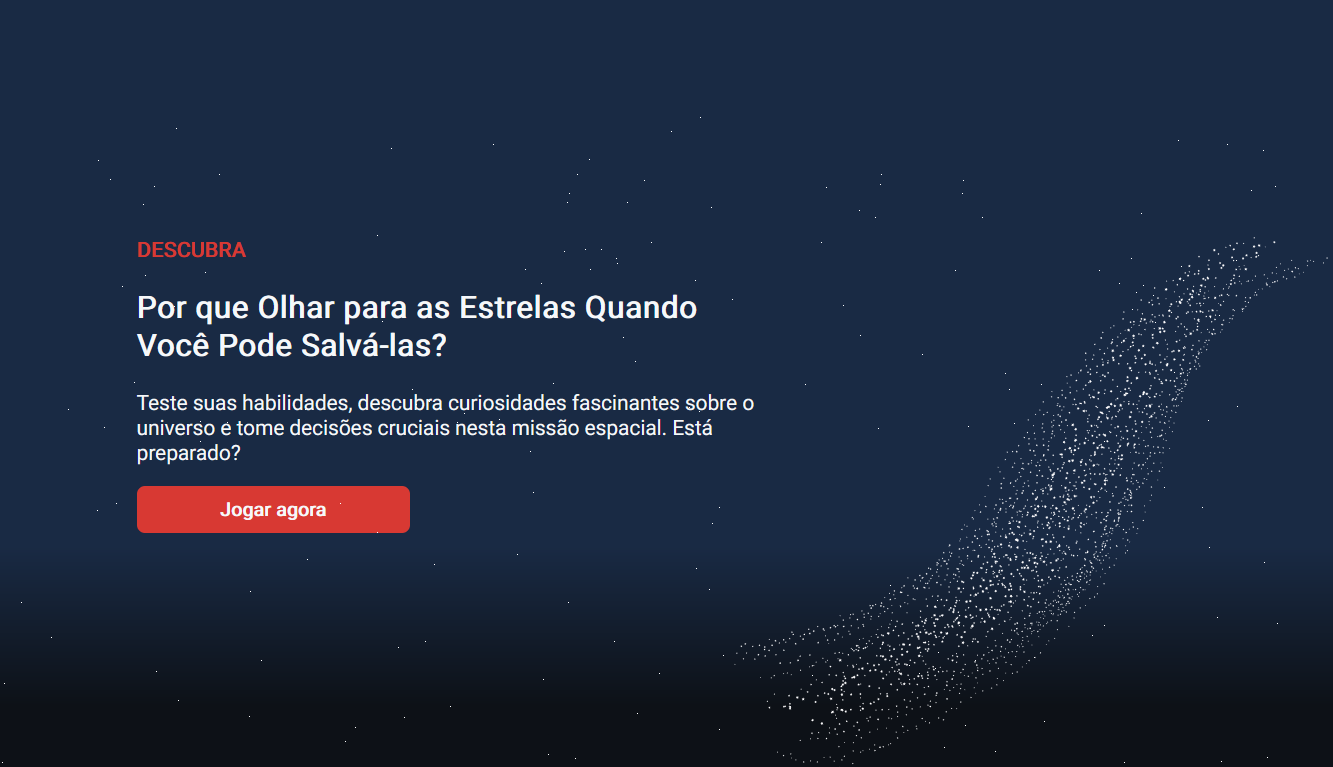 DESCUBRA
Por que Olhar para as Estrelas Quando
Você Pode Salvá-las?
Teste suas habilidades, descubra curiosidades fascinantes sobre o
universo e tome decisões cruciais nesta missão espacial. Está
preparado?
Jogar agora